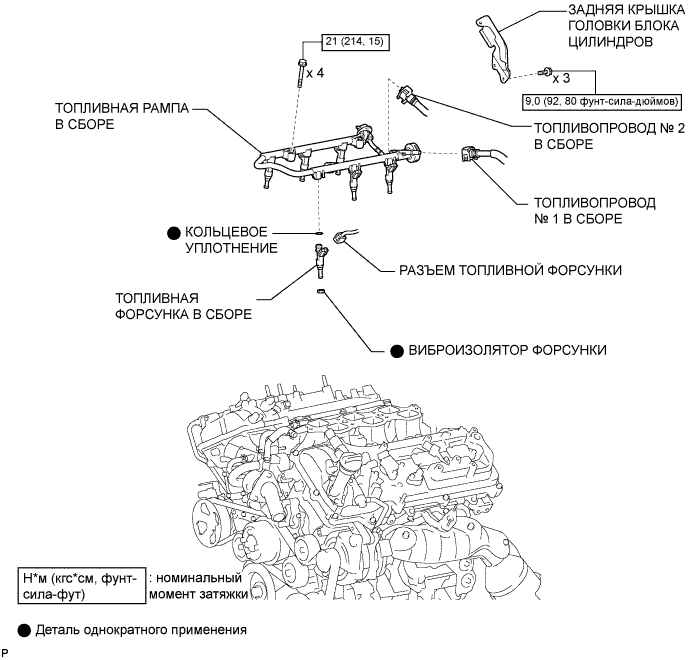 ЗАДНЯЯ КРЫШКА
ГОЛОВКИ БЛОКА
ЦИЛИНДРОВ
21 (214, 15)
x 4
x 3
9,0 (92, 80 фунт-сила-дюймов)
ТОПЛИВНАЯ РАМПА
В СБОРЕ
ТОПЛИВОПРОВОД № 2
В СБОРЕ
ТОПЛИВОПРОВОД
№ 1 В СБОРЕ
КОЛЬЦЕВОЕ
УПЛОТНЕНИЕ
РАЗЪЕМ ТОПЛИВНОЙ ФОРСУНКИ
ТОПЛИВНАЯ
ФОРСУНКА В СБОРЕ
ВИБРОИЗОЛЯТОР ФОРСУНКИ
Н*м (кгс*см, фунт-
сила-фут)
: номинальный
момент затяжки
Деталь однократного применения
P